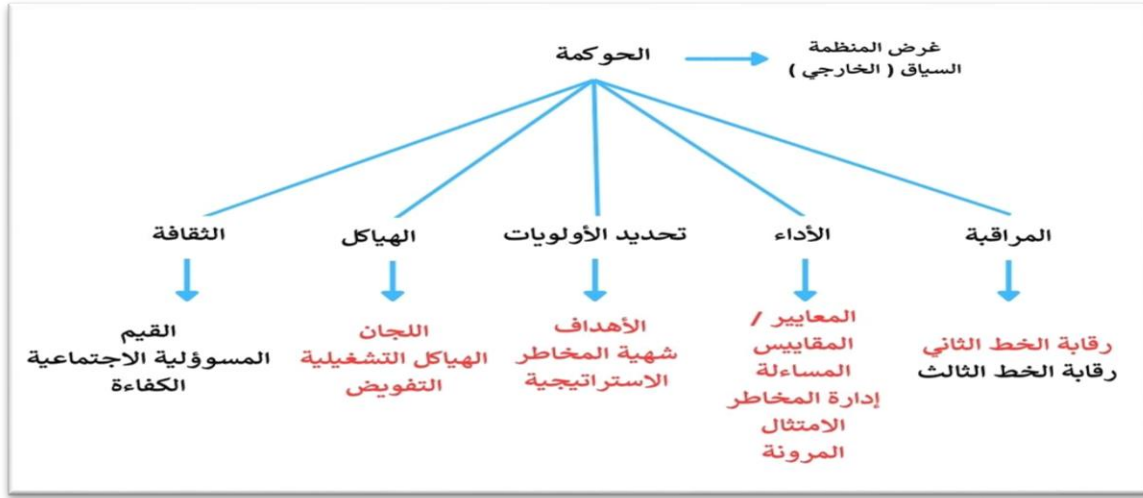 الحوكمة
غرض المنظمة
السياق ( الخارجي )
المراقبة
الأداء
تحديد الأولويات
الهياكل
الثقافة
رقابة الخط الثاني
رقابة الخط الثالث
المعايير /
المقاييس
المساءلة
إدارة المخاطر
الامتثال
المرونة
الأهداف
شهية المخاطر
الاستراتيجية
اللجان
الهياكل التشغيلية
التفويض
القيم
المسوؤلية الاجتماعية
الكفاءة